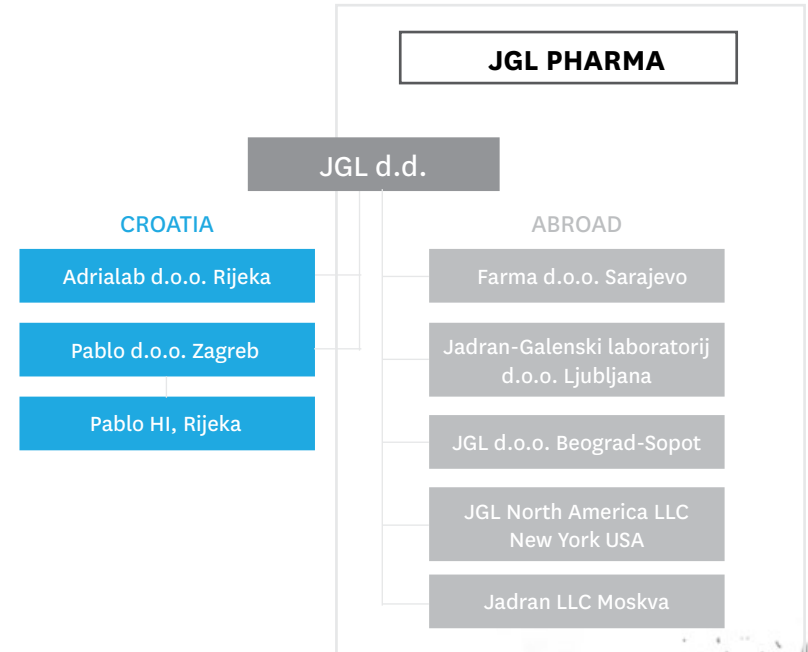 JGL PHARMA
JGL d.d.
CROATIA
Adrialab d.o.o. Rijeka
Pablo d.o.o. Zagreb
Pablo HI, Rijeka
ABROAD
Farma d.o.o. Sarajevo
Jadran-Galenski laboratorij
d.o.o. Ljubljana
JGL d.o.o. Beograd-Sopot
JGL North America LLC
New York USA
Jadran LLC Moskva